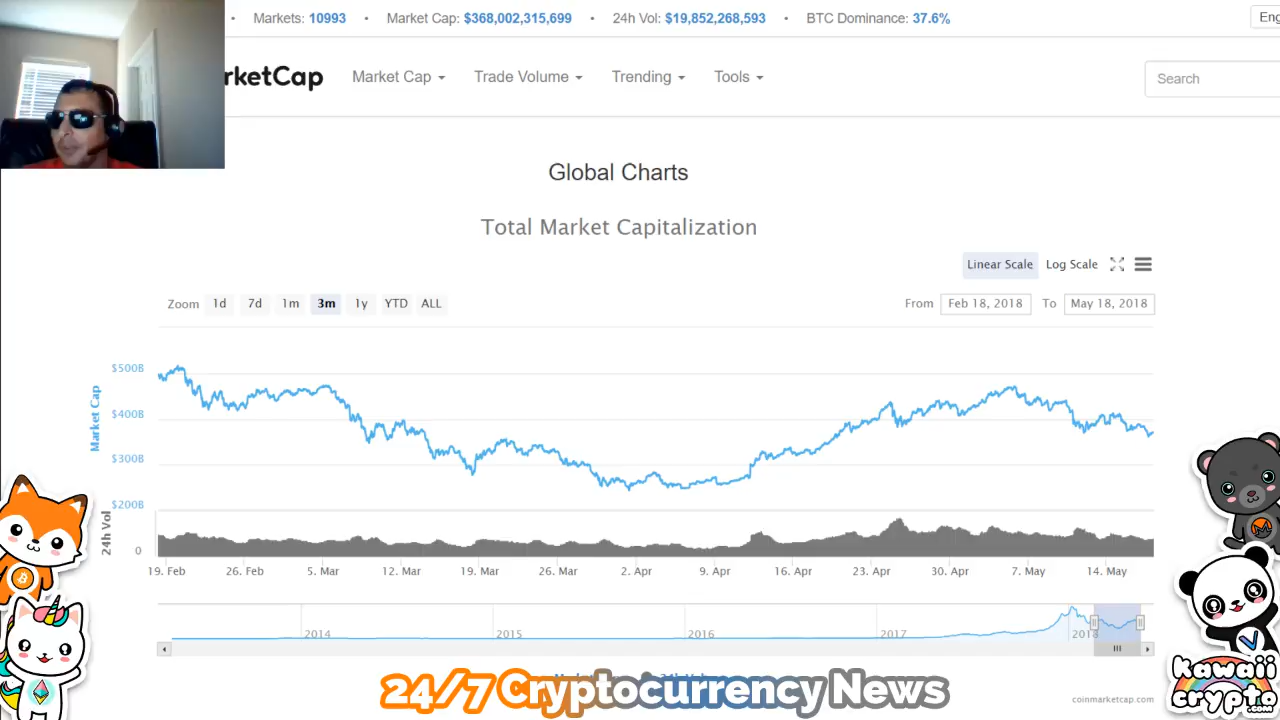 • Markets: 10993 • Market Cap: $368,002,315,699 • 24h Vol: $19,852,268,593 • BTC Dominance: 37.6% Eng
rketCap Market Cap Trade Volume Trending Tools Search
Global Charts
Total Market Capitalization
Linear Scale Log Scale
Zoom 1d 7d 1m 3m 1y YTD ALL From Feb 18, 2018 To May 18, 2018
$500B
$400B
$300B
$200B
0
Market Cap
24h Vol
19. Feb 26. Feb 5. Mar 12. Mar 19. Mar 26. Mar 2. Apr 9. Apr 16. Apr 23. Apr 30. Apr 7. May 14. May
2014 2015 2016 2017 2018
24/7 Cryptocurrency News
coinmarketcap.com
kawaii
crypto
.com